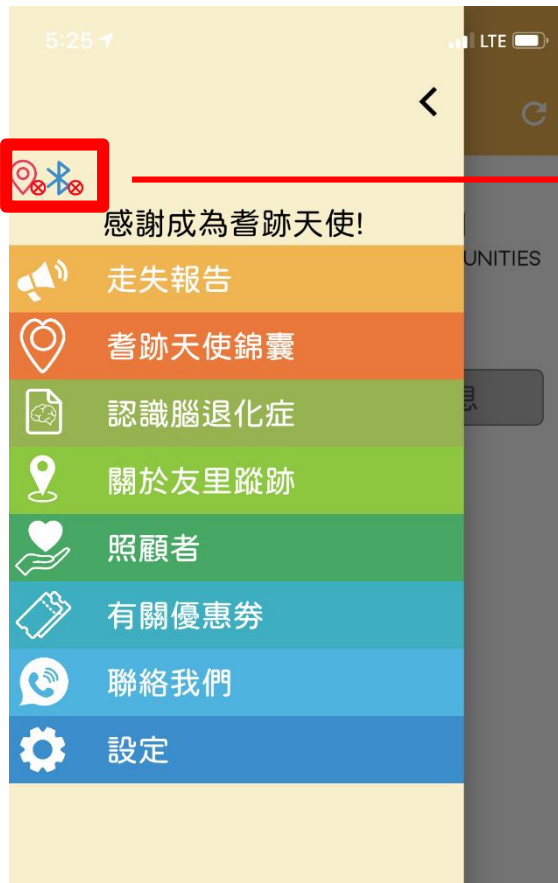 5:25
LTE
感謝成為耆跡天使!
UNITIES
走失報告
耆跡天使錦囊
息
認識腦退化症
關於友里蹤跡
照顧者
有關優惠券
聯絡我們
設定